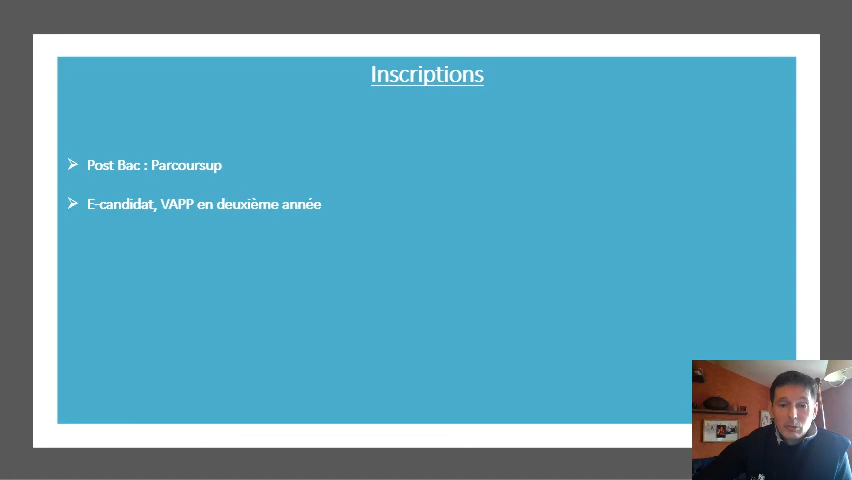 Inscriptions
Post Bac : Parcoursup
E-candidat, VAPP en deuxième année